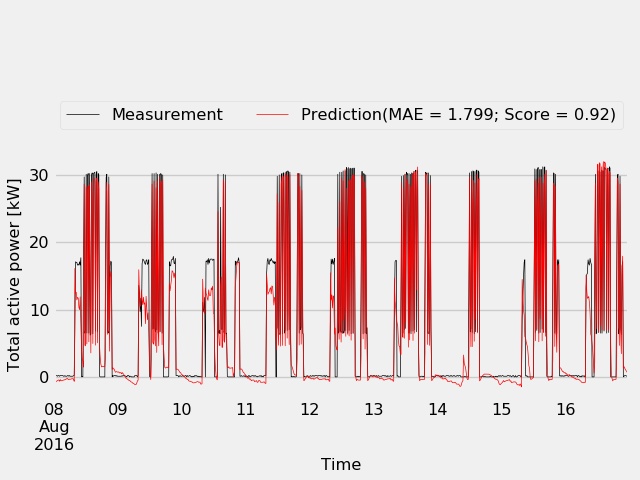 Measurement
Prediction(MAE = 1.799; Score = 0.92)
Total active power [kW]
30
20
10
0
08 09 10 11 12 13 14 15 16
Aug
2016
Time